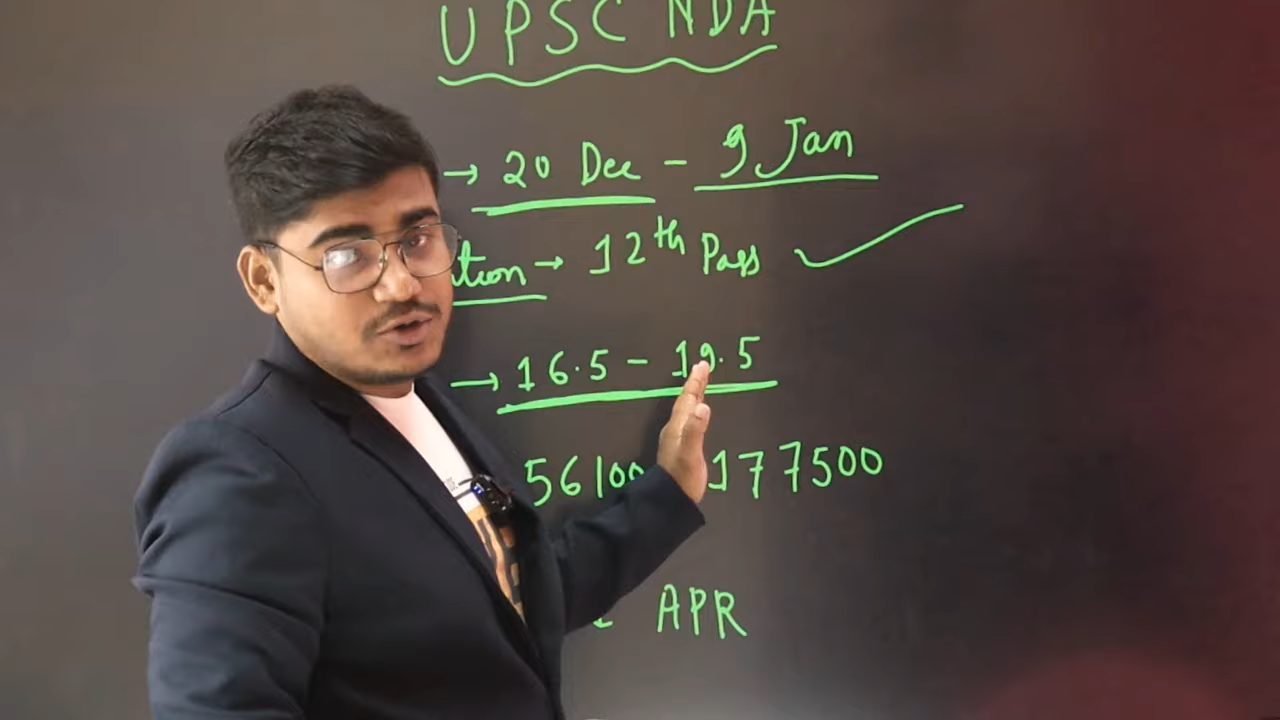 UPSC NDA
→ 20 Dec - 9 Jan
tion → 12th Pass ✓
→ 16.5 - 19.5
56100 177500
APR